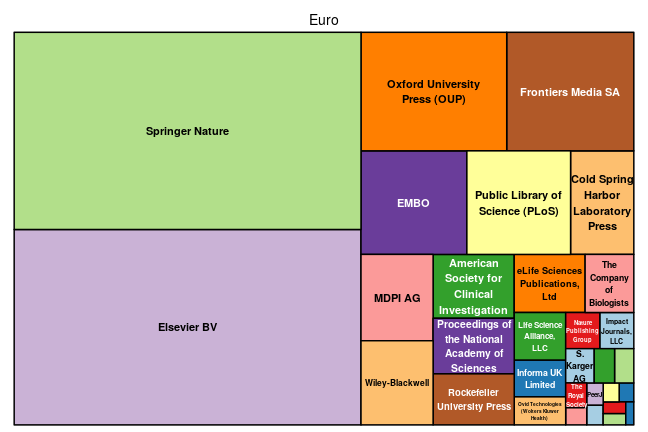 Euro
Springer Nature
Elsevier BV
Oxford University
Press (OUP)
Frontiers Media SA
EMBO
Public Library of
Science (PLoS)
Cold Spring
Harbor
Laboratory
Press
MDPI AG
Wiley-Blackwell
American
Society for
Clinical
Investigation
Proceedings of
the National
Academy of
Sciences
Rockefeller
University Press
eLife Sciences
Publications,
Ltd
The
Company
of
Biologists
Life Science
Alliance,
LLC
Informa UK
Limited
Ovid Technologies
(Wolters Kluwer
Health)
Nature
Publishing
Group
Impact
Journals,
LLC
S.
Karger
AG
The
Royal
Society
PeerJ